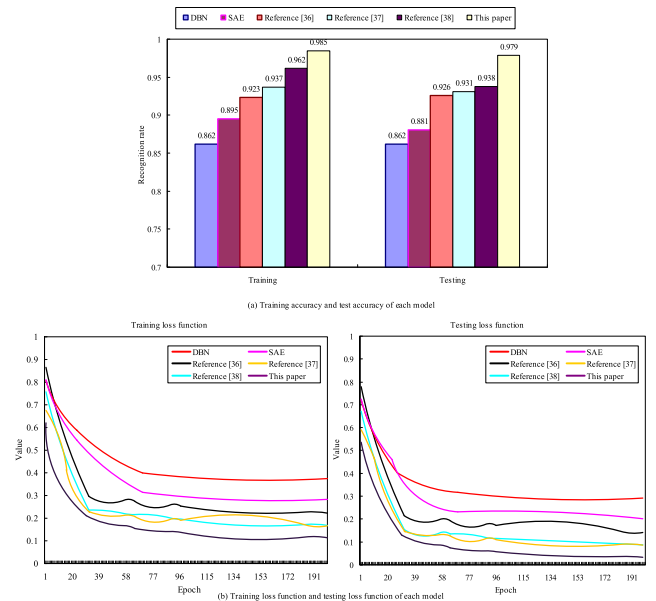 DBN SAE Reference [36] Reference [37] Reference [38] This paper
1
0.95
0.9
0.85
0.8
0.75
0.7
Recognition rate
0.862
0.895
0.923
0.937
0.962
0.985
0.862
0.881
0.926
0.931
0.938
0.979
Training Testing
(a) Training accuracy and test accuracy of each model
Training loss function
DBN SAE
Reference [36] Reference [37]
Reference [38] This paper
1
0.9
0.8
0.7
0.6
0.5
0.4
0.3
0.2
0.1
0
Value
1 20 39 58 77 96 115 134 153 172 191
Epoch
Testing loss function
DBN SAE
Reference [36] Reference [37]
Reference [38] This paper
1
0.9
0.8
0.7
0.6
0.5
0.4
0.3
0.2
0.1
0
Value
1 20 39 58 77 96 115 134 153 172 191
Epoch
(b) Training loss function and testing loss function of each model